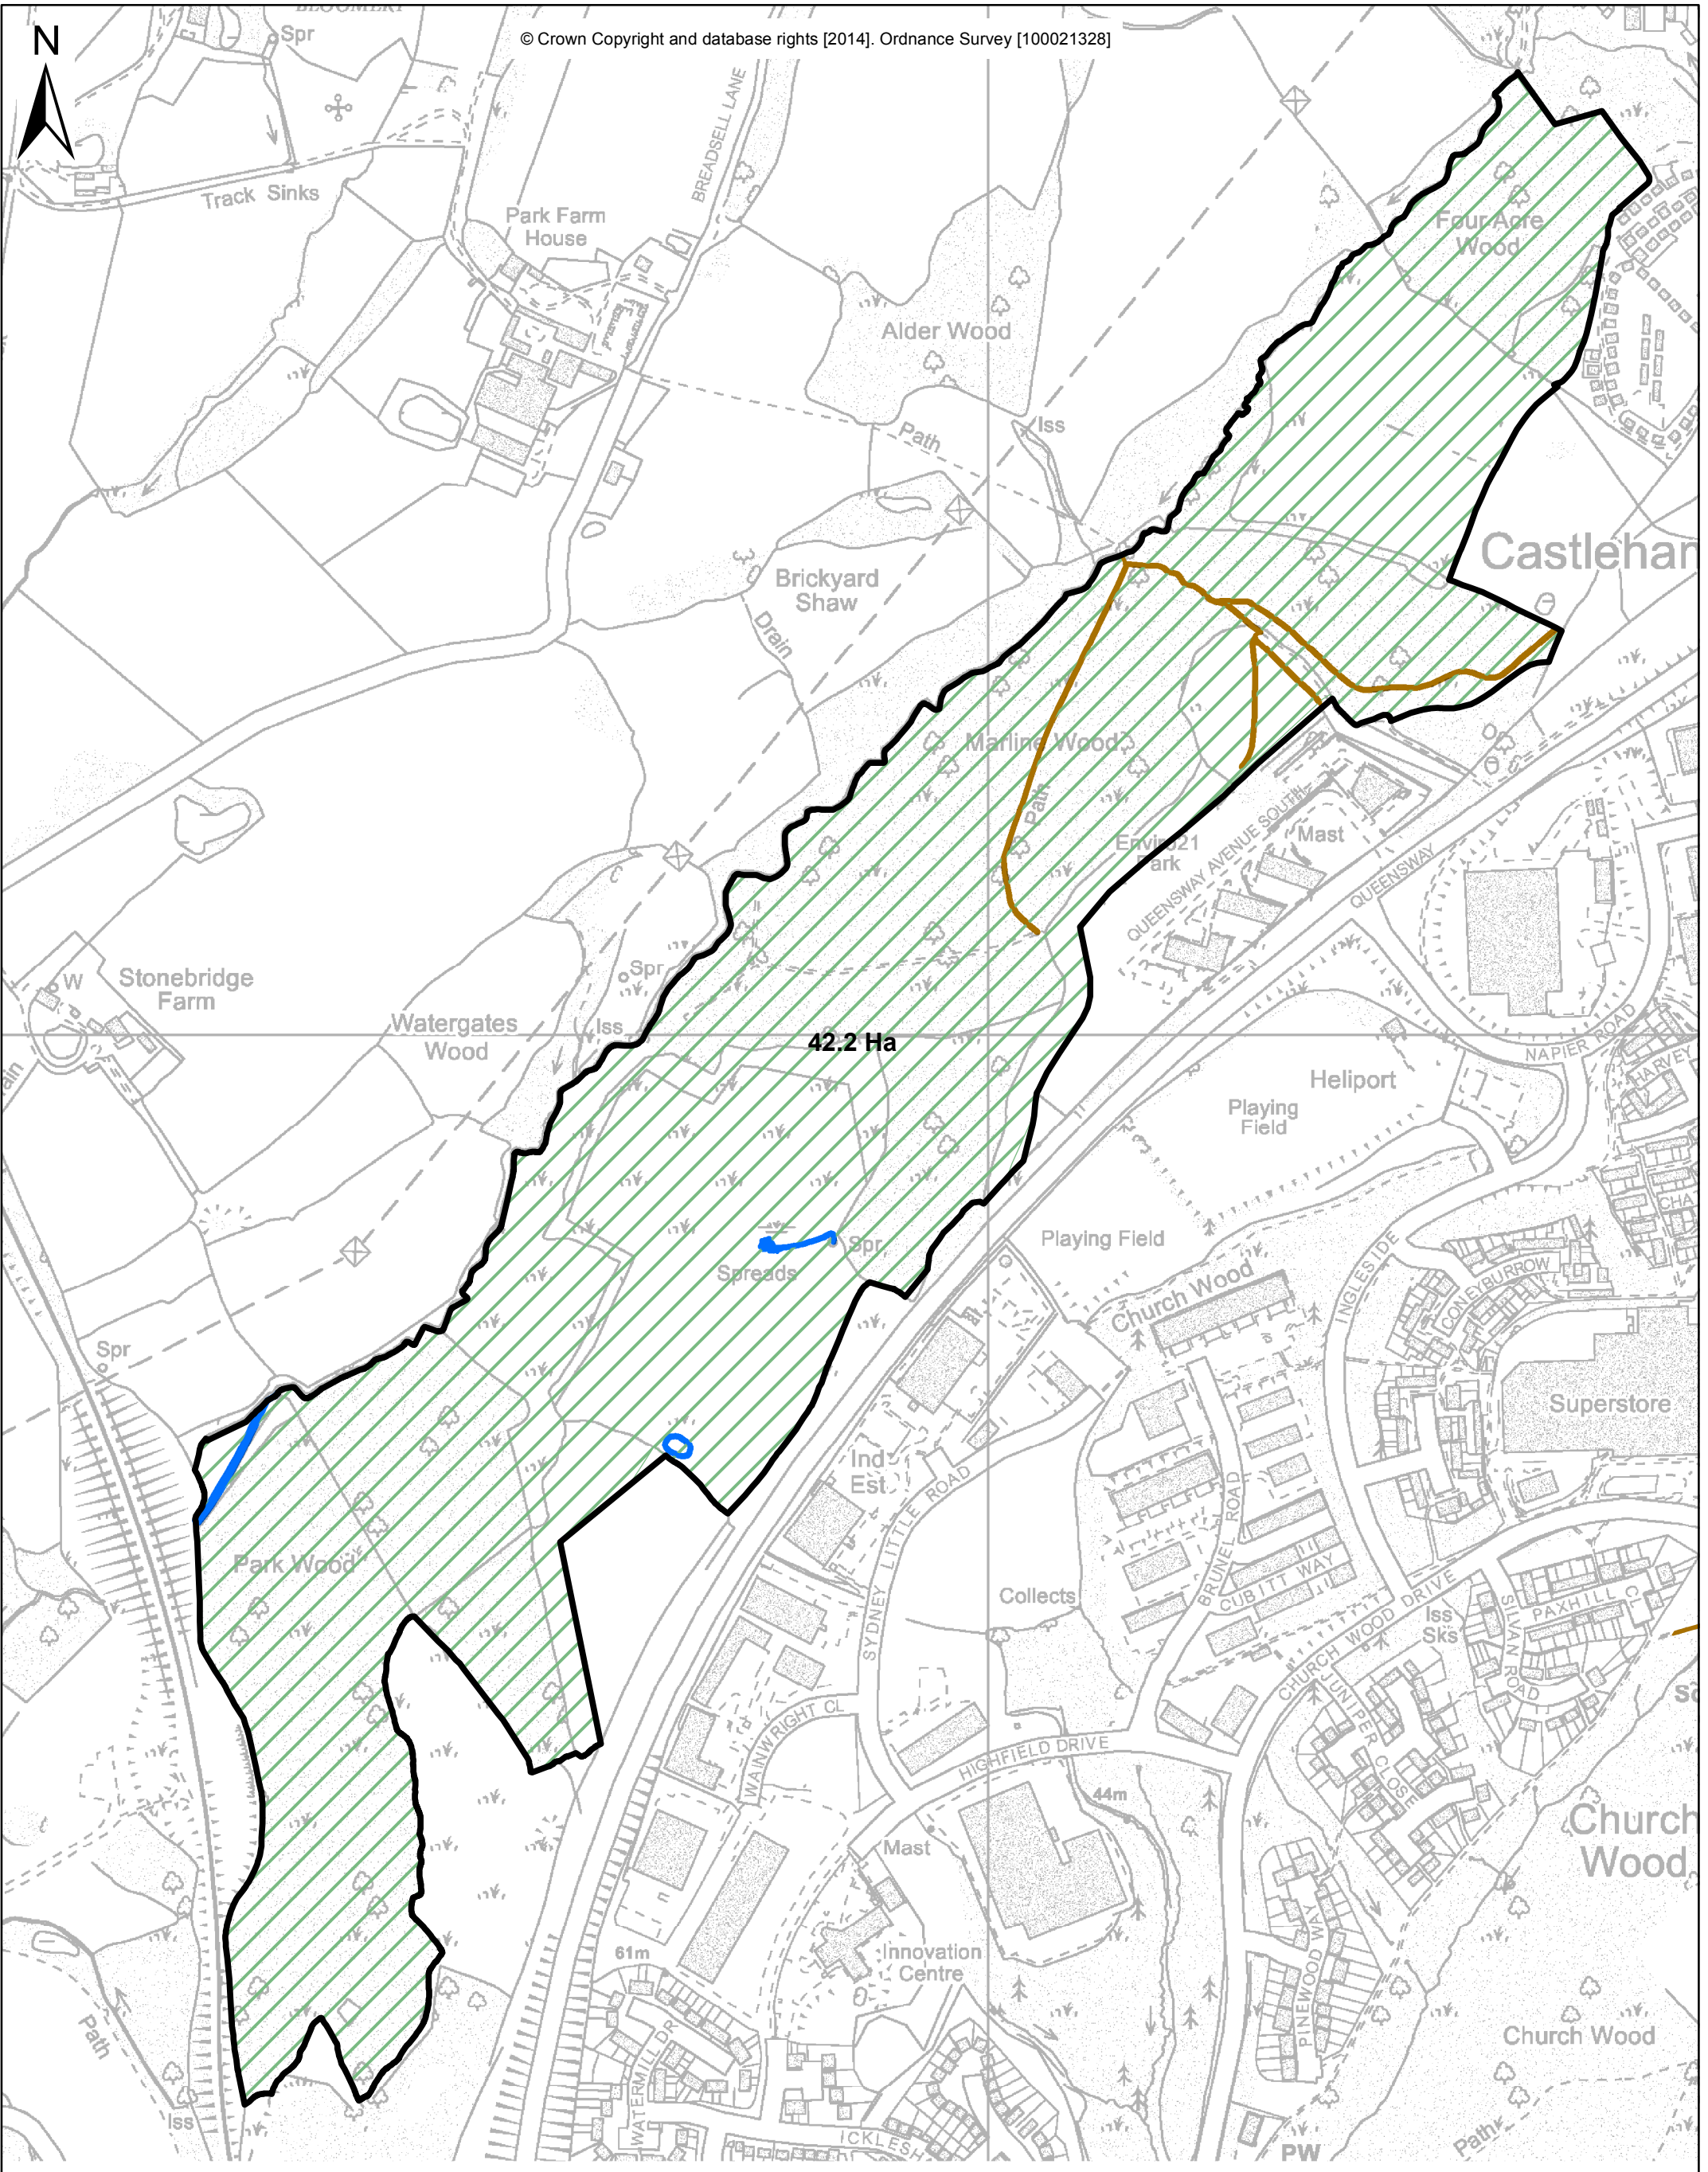 BLOOMERY
N
Spr
© Crown Copyright and database rights [2014]. Ordnance Survey [100021328]
BREADSELL LANE
Track Sinks
Park Farm
House
Four Acre
Wood
Alder Wood
Path
Iss
Castleham
Brickyard
Shaw
Drain
Marline Wood
Path
Enviro21
Park
Mast
QUEENSWAY AVENUE SOUTH
QUEENSWAY
W
Stonebridge
Farm
Spr
Watergates
Wood
Iss
42.2 Ha
NAPIER ROAD
HARVEY
Heliport
Playing
Field
CHA
Playing Field
Spr
Spreads
Church Wood
INGLESIDE
CONEYBURROW
Spr
Superstore
Ind
Est
SYDNEY LITTLE ROAD
BRUNEL ROAD
CUBITT WAY
Park Wood
Collects
CHURCH WOOD DRIVE
Iss
Sks
SILVAN ROAD
PAXHILL CL
JUNIPER CLOSE
WAINWRIGHT CL
HIGHFIELD DRIVE
44m
Mast
Church
Wood
61m
Innovation
Centre
PINEWOOD WAY
Church Wood
Path
Iss
WATERMILL DR
ICKLESH
PW
Path